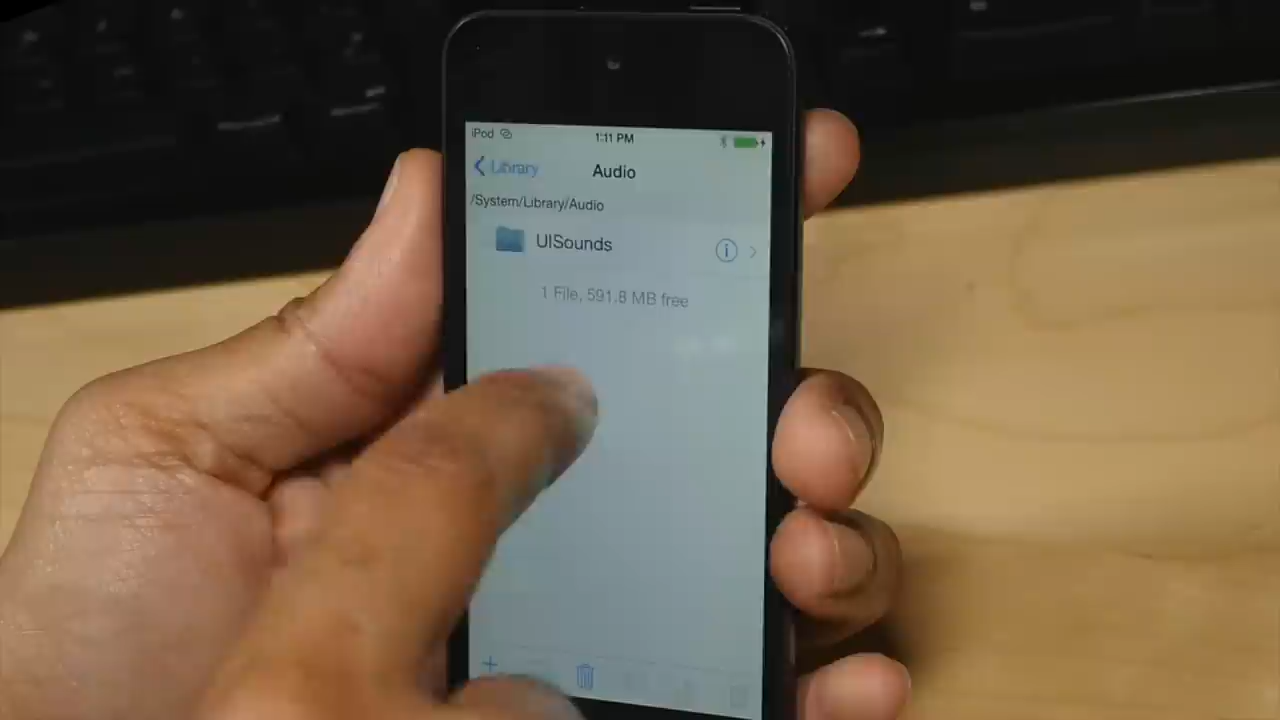 iPod 1:11 PM
Library Audio
/System/Library/Audio
UISounds
1 File, 591.8 MB free